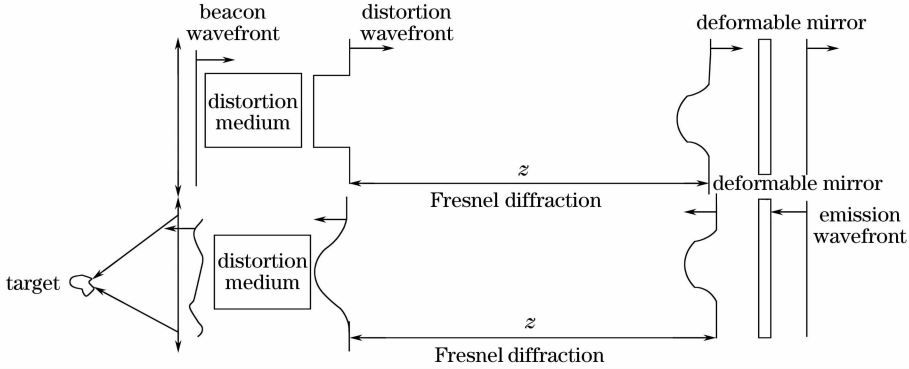 beacon
wavefront
distortion
wavefront
deformable mirror
distortion
medium
z
Fresnel diffraction
deformable mirror
emission
wavefront
distortion
medium
target
z
Fresnel diffraction